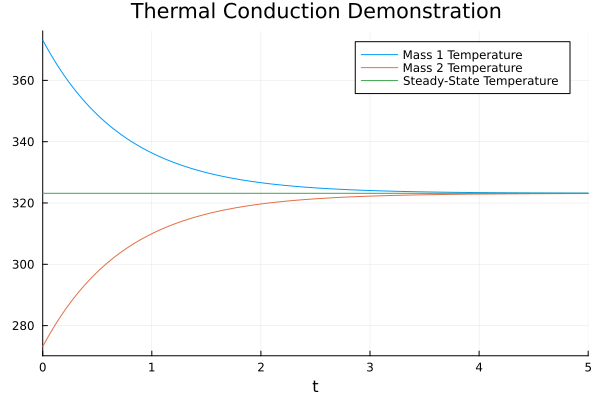 Thermal Conduction Demonstration
Mass 1 Temperature
Mass 2 Temperature
Steady-State Temperature
360
340
320
300
280
0 1 2 3 4 5
t